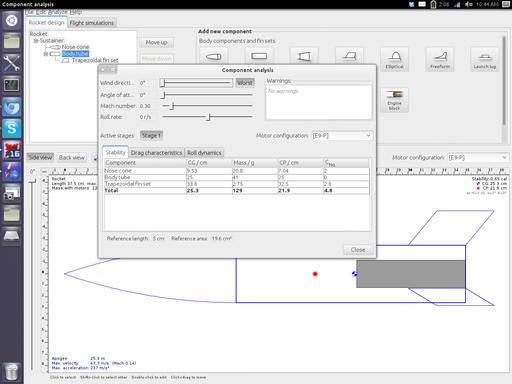 Component analysis
2:08
10:44 AM
File Edit Analyze Help
Rocket design
Flight simulations
Rocket
Sustainer
Nose cone
Body tube
Trapezoidal fin set
Move up
Move down
Add new component
Body components and fin sets
Elliptical
Freeform
Launch lug
Engine
block
Component analysis
Wind directi... 0°
Worst
Angle of att... 0°
Mach number: 0.30
Roll rate: 0 r/s
Warnings:
No warnings.
Active stages: Stage 1
Motor configuration: [E9-P]
Stability
Drag characteristics
Roll dynamics
Component CG / cm Mass / g CP / cm
Nose cone 9.53 20.8 7.04 2
Body tube 25 41 25 0
Trapezoidal fin set 33.8 2.75 32.5 2.8
Total 25.3 129 21.9 4.8
Reference length: 5 cm Reference area: 19.6 cm²
Close
Side view
Back view
Motor configuration: [E9-P]
0°
Rocket
Length 37.5 cm, max.
Mass with motors 12
Stability: 0.69 cal
CG 25.3 cm
CP 21.9 cm
at M=0.30
Apogee: 25.3 m
Max. velocity: 47.3 m/s (Mach 0.14)
Max. acceleration: 237 m/s²
Click to select Shift+click to select other Double-click to edit Click+drag to move